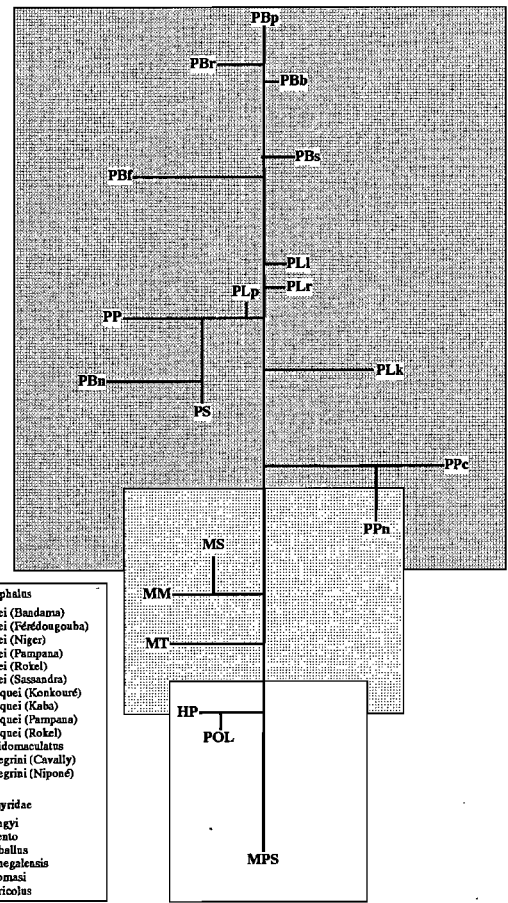 PBp
PBr
PBb
PBs
PBf
PLl
PLr
PLp
PP
PLk
PBn
PS
PPc
PPn
MS
MM
MT
HP
POL
MPS
phalus
ei (Bandama)
ei (Férédougouba)
ei (Niger)
ei (Pampana)
ei (Rokel)
ei (Sassandra)
quei (Konkouré)
quei (Kaba)
quei (Pampana)
quei (Rokel)
idomaculatus
egrini (Cavally)
egrini (Niponé)
yridae
ngyi
ento
ballus
negalensis
omasi
ricolus